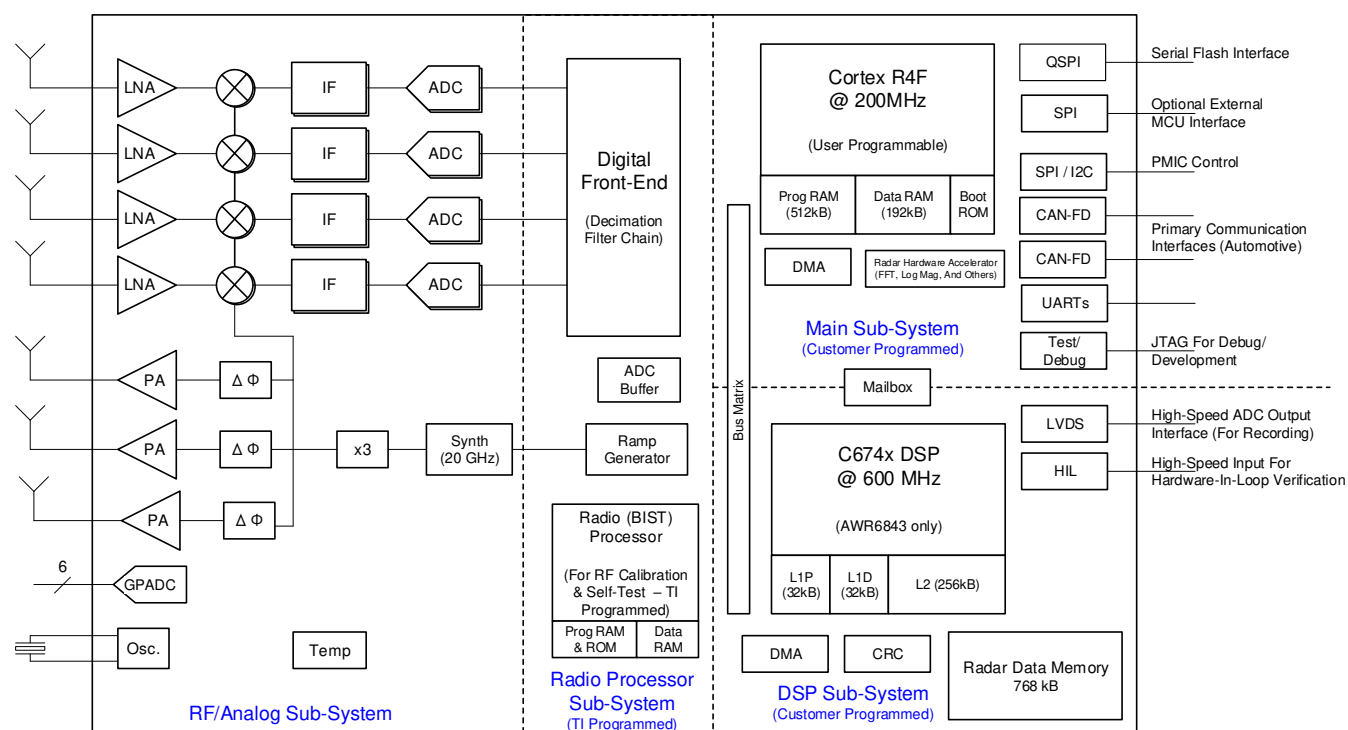 LNA
IF
ADC
LNA
IF
ADC
LNA
IF
ADC
LNA
IF
ADC
Digital
Front-End
(Decimation
Filter Chain)
PA
Δ Φ
PA
Δ Φ
PA
Δ Φ
x3
Synth
(20 GHz)
ADC
Buffer
Ramp
Generator
6
GPADC
Osc.
Temp
RF/Analog Sub-System
Radio (BIST)
Processor
(For RF Calibration
& Self-Test – TI
Programmed)
Prog RAM
& ROM
Data
RAM
Radio Processor
Sub-System
(TI Programmed)
Cortex R4F
@ 200MHz
(User Programmable)
Prog RAM
(512kB)
Data RAM
(192kB)
Boot
ROM
DMA
Radar Hardware Accelerator
(FFT, Log Mag, And Others)
Main Sub-System
(Customer Programmed)
Bus Matrix
Mailbox
C674x DSP
@ 600 MHz
(AWR6843 only)
L1P
(32kB)
L1D
(32kB)
L2 (256kB)
DMA
CRC
Radar Data Memory
768 kB
DSP Sub-System
(Customer Programmed)
QSPI
Serial Flash Interface
SPI
Optional External
MCU Interface
SPI / I2C
PMIC Control
CAN-FD
CAN-FD
Primary Communication
Interfaces (Automotive)
UARTs
Test/
Debug
JTAG For Debug/
Development
LVDS
High-Speed ADC Output
Interface (For Recording)
HIL
High-Speed Input For
Hardware-In-Loop Verification